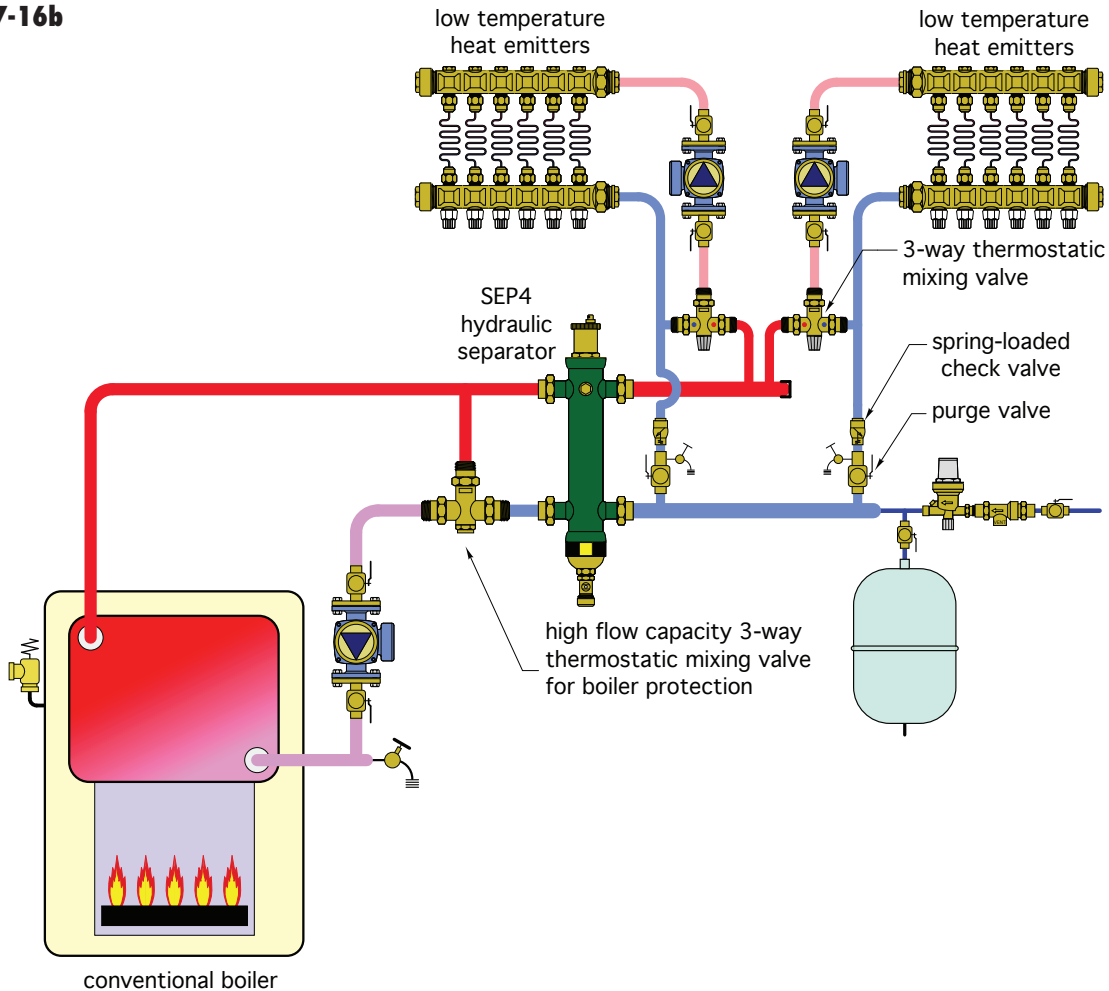 7-16b
low temperature
heat emitters
low temperature
heat emitters
3-way thermostatic
mixing valve
SEP4
hydraulic
separator
spring-loaded
check valve
purge valve
VENT
high flow capacity 3-way
thermostatic mixing valve
for boiler protection
conventional boiler